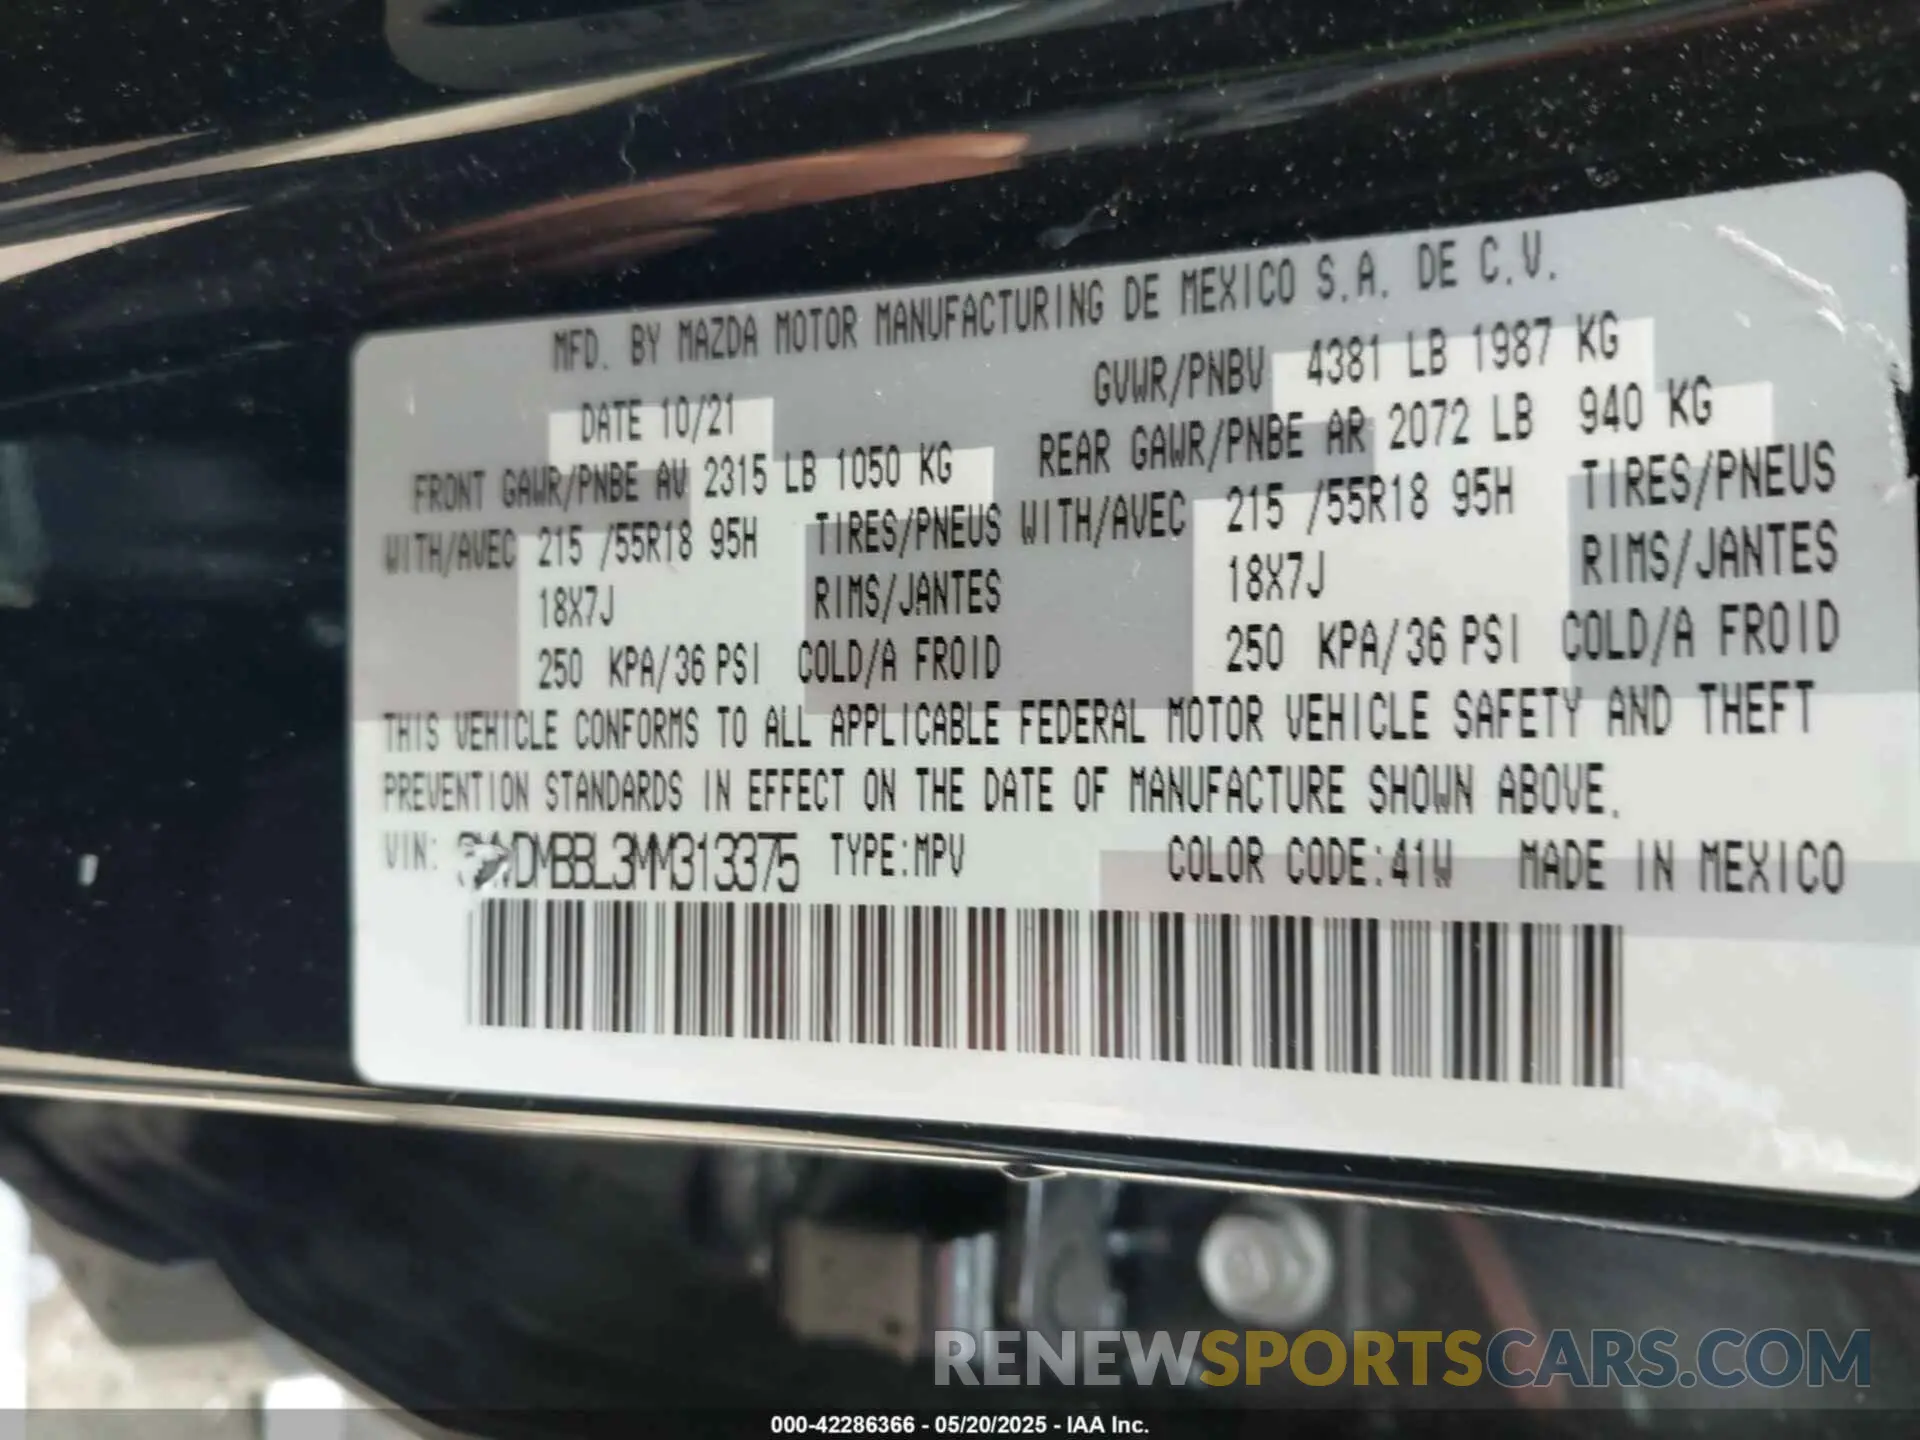 MFD. BY MAZDA MOTOR MANUFACTURING DE MEXICO S.A. DE C.V.
DATE 10/21 GVWR/PNBV 4381 LB 1987 KG
FRONT GAWR/PNBE AV 2315 LB 1050 KG REAR GAWR/PNBE AR 2072 LB 940 KG
WITH/AVEC 215 /55R18 95H TIRES/PNEUS WITH/AVEC 215 /55R18 95H TIRES/PNEUS
18X7J RIMS/JANTES 18X7J RIMS/JANTES
250 KPA/36 PSI COLD/A FROID 250 KPA/36 PSI COLD/A FROID
THIS VEHICLE CONFORMS TO ALL APPLICABLE FEDERAL MOTOR VEHICLE SAFETY AND THEFT
PREVENTION STANDARDS IN EFFECT ON THE DATE OF MANUFACTURE SHOWN ABOVE.
VIN: TYPE:MPV COLOR CODE:41W MADE IN MEXICO
RENEWSPORTSCARS.COM
000-42286366 - 05/20/2025 - IAA Inc.